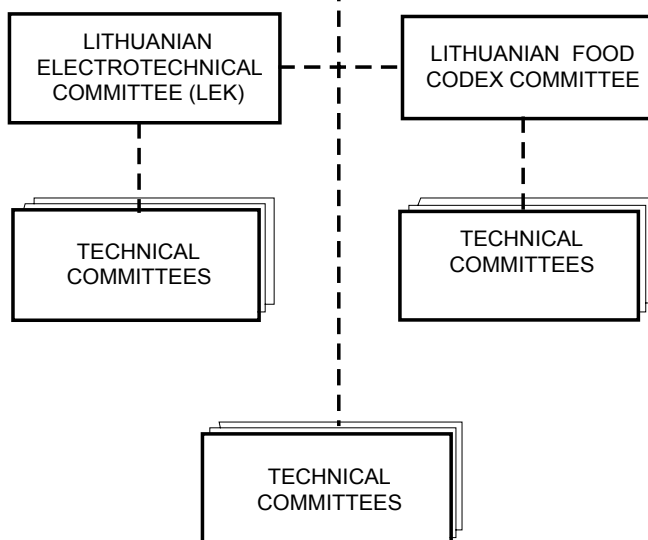 LITHUANIAN
ELECTROTECHNICAL
COMMITTEE (LEK)
LITHUANIAN FOOD
CODEX COMMITTEE
TECHNICAL
COMMITTEES
TECHNICAL
COMMITTEES
TECHNICAL
COMMITTEES